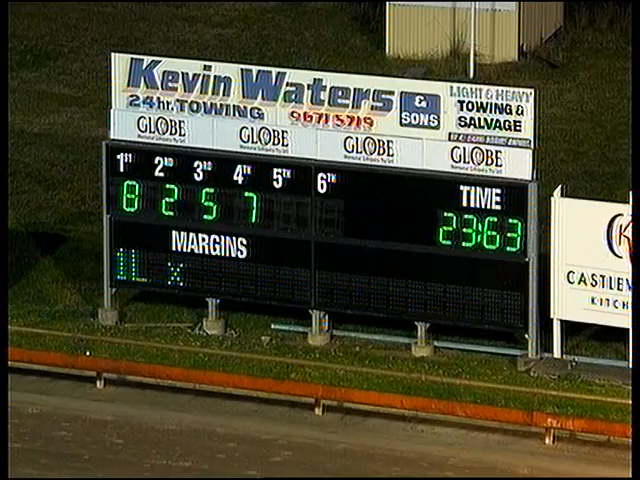 Kevin Waters & SONS
24hr. TOWING 9671 5719
LIGHT & HEAVY
TOWING &
SALVAGE
GLOBE GLOBE GLOBE GLOBE
1ST 2ND 3RD 4TH 5TH 6TH TIME
8 2 5 7 23:63
MARGINS
1L x
CASTLEM
KITCH